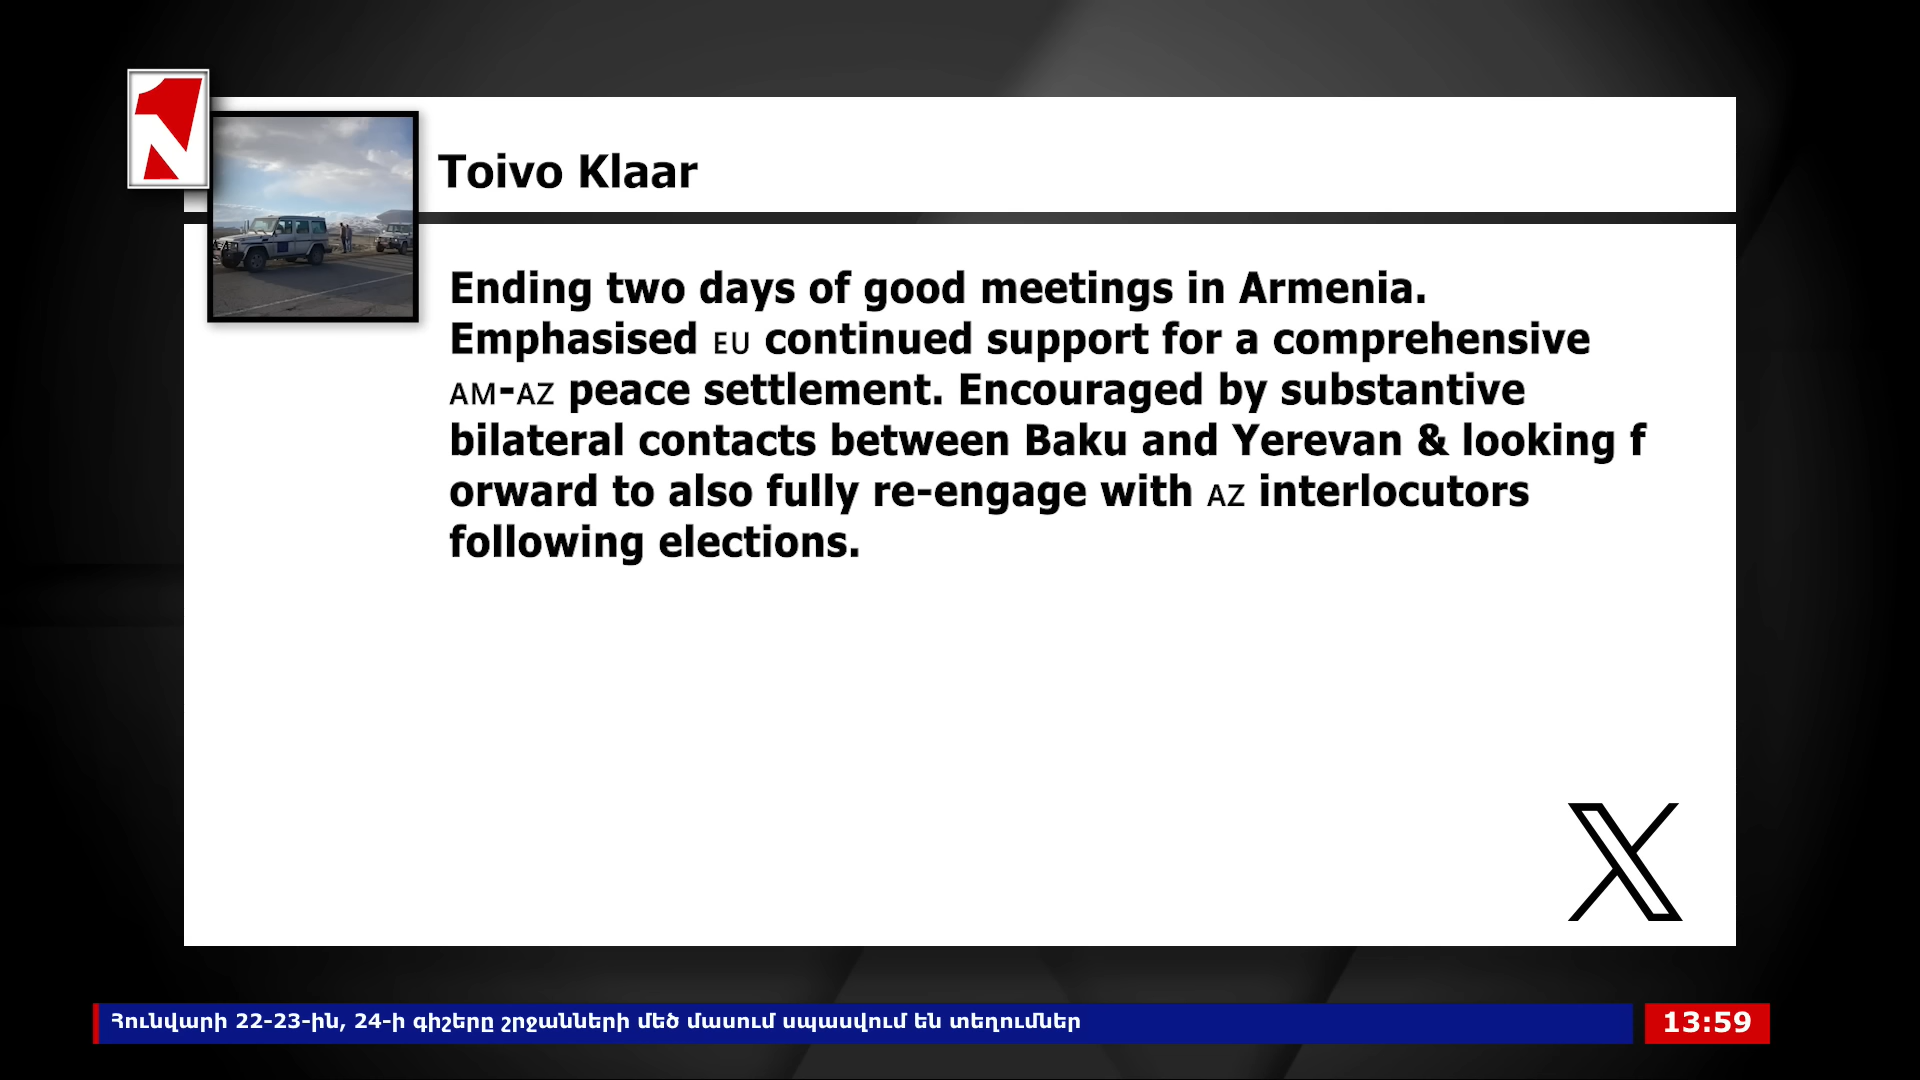 Toivo Klaar
Ending two days of good meetings in Armenia.
Emphasised EU continued support for a comprehensive
AM-AZ peace settlement. Encouraged by substantive
bilateral contacts between Baku and Yerevan & looking f
orward to also fully re-engage with AZ interlocutors
following elections.
Հունվարի 22-23-ին, 24-ի գիշերը շրջանների մեծ մասում սպասվում են տեղումներ
13:59